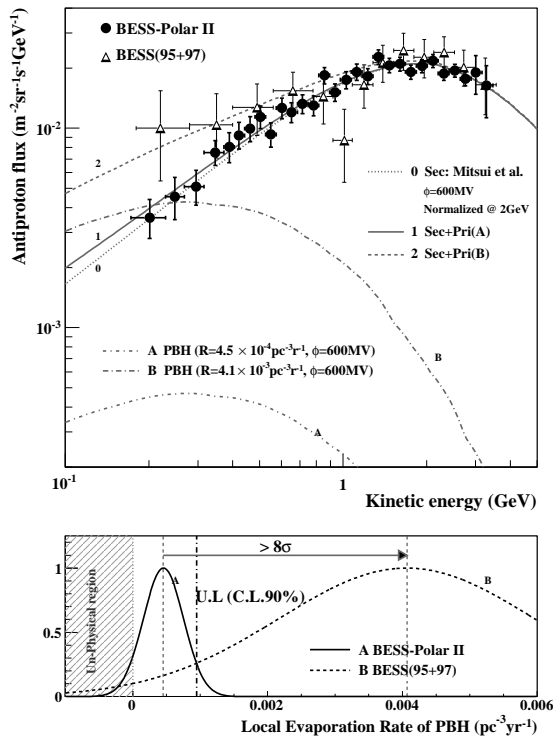 BESS-Polar II
BESS(95+97)
Antiproton flux (m⁻²sr⁻¹s⁻¹GeV⁻¹)
10⁻²
10⁻³
2
1
0
0 Sec: Mitsui et al.
ϕ=600MV
Normalized @ 2GeV
1 Sec+Pri(A)
2 Sec+Pri(B)
A PBH (R=4.5 × 10⁻⁴pc⁻³r⁻¹, ϕ=600MV)
B PBH (R=4.1× 10⁻³pc⁻³r⁻¹, ϕ=600MV)
B
A
10⁻¹
1
Kinetic energy (GeV)
> 8σ
1
A
U.L (C.L.90%)
B
Un-Physical region
0.5
A BESS-Polar II
B BESS(95+97)
0
0
0.002
0.004
0.006
Local Evaporation Rate of PBH (pc⁻³yr⁻¹)